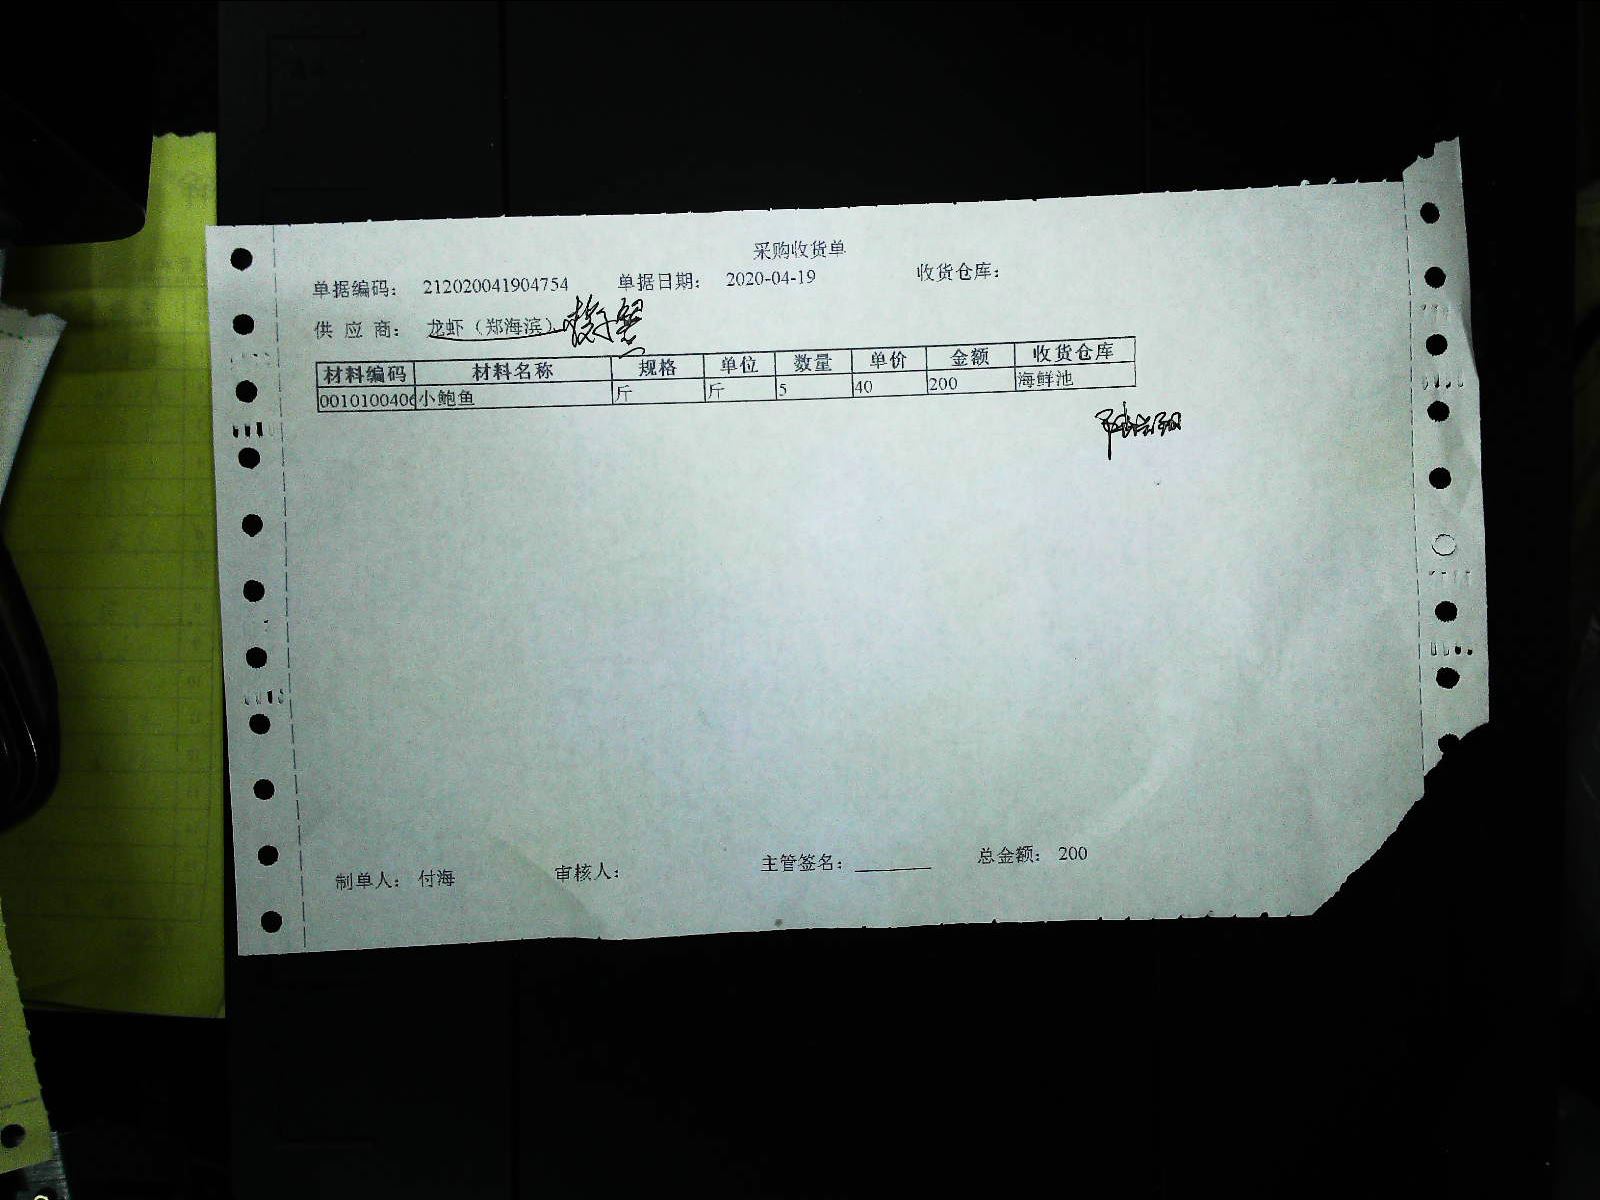 采购收货单
单据编码： 212020041904754 单据日期： 2020-04-19 收货仓库：
供 应 商： 龙虾（郑海滨）
材料编码 材料名称 规格 单位 数量 单价 金额 收货仓库
0010100406 小鲍鱼 斤 斤 5 40 200 海鲜池
制单人： 付海 审核人： 主管签名： 总金额： 200